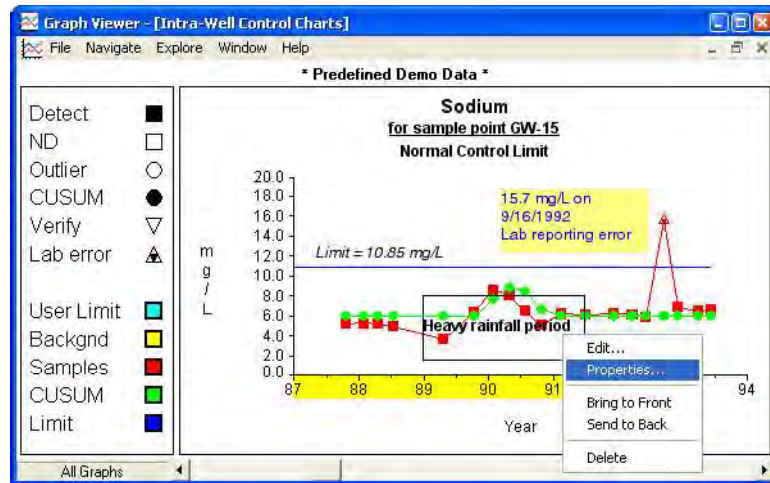 Graph Viewer - [Intra-Well Control Charts]
File Navigate Explore Window Help
* Predefined Demo Data *
Detect
ND
Outlier
CUSUM
Verify
Lab error
User Limit
Backgnd
Samples
CUSUM
Limit
All Graphs
Sodium
for sample point GW-15
Normal Control Limit
mg/L
20.0
18.0
16.0
14.0
12.0
10.0
8.0
6.0
4.0
2.0
0.0
15.7 mg/L on
9/16/1992
Lab reporting error
Limit = 10.85 mg/L
Heavy rainfall period
87 89 90 91 94
Year
Edit...
Properties...
Bring to Front
Send to Back
Delete